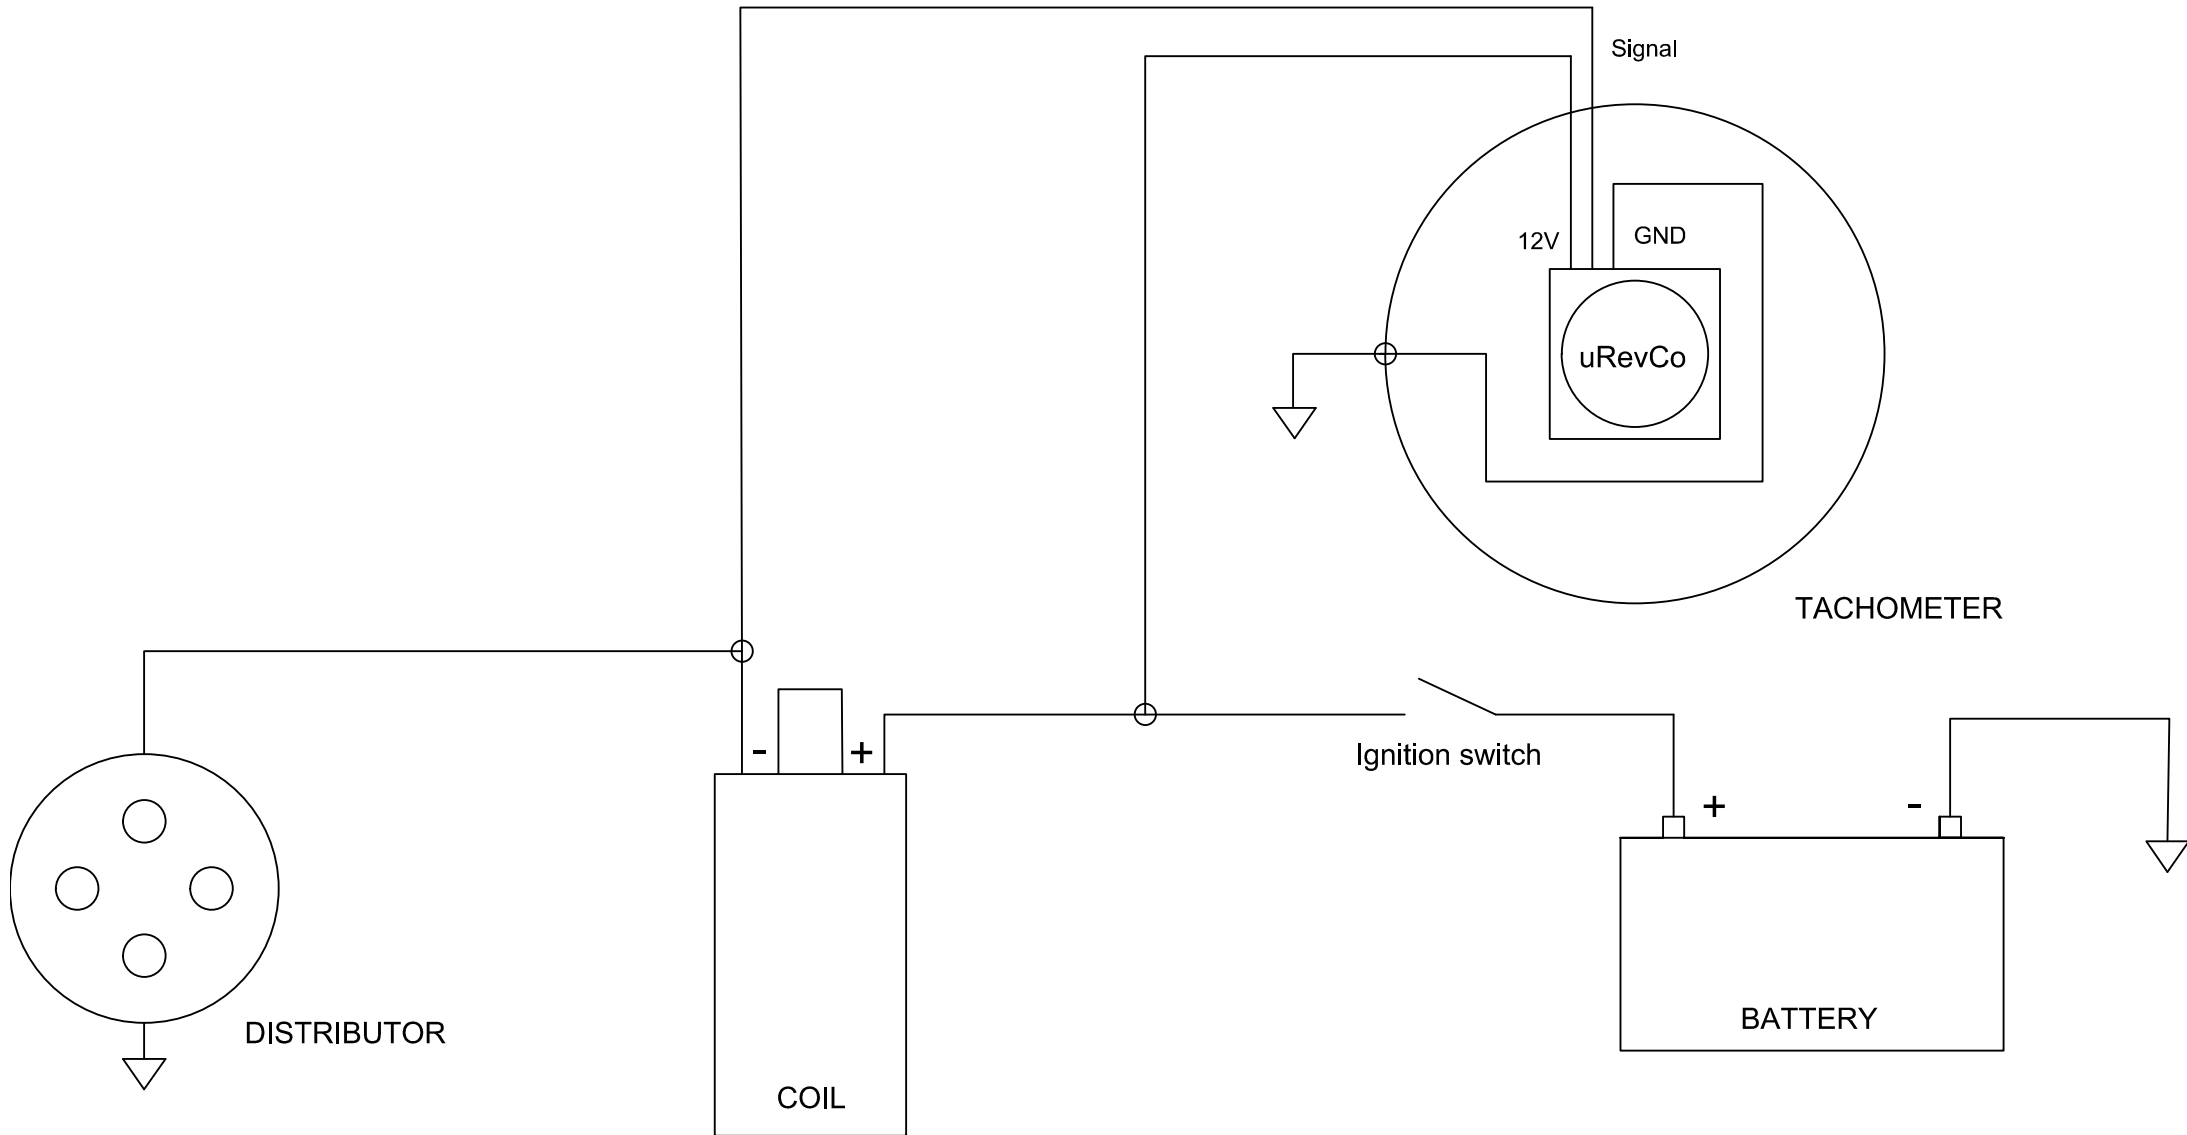 Signal
12V
GND
uRevCo
TACHOMETER
- +
Ignition switch
+ -
DISTRIBUTOR
BATTERY
COIL